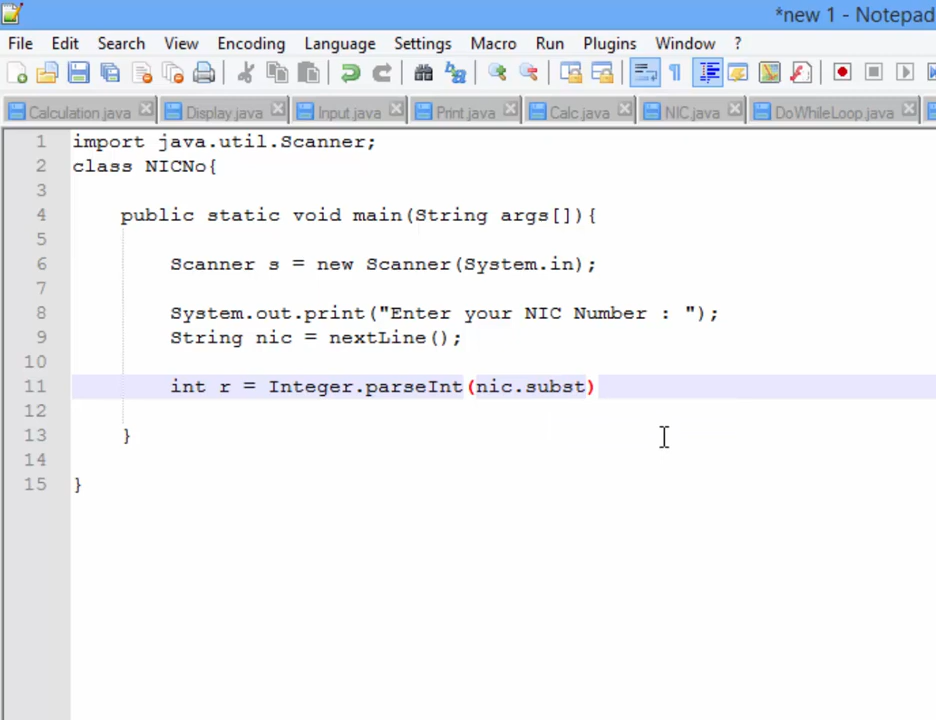 *new 1 - Notepad
File Edit Search View Encoding Language Settings Macro Run Plugins Window ?
Calculation.java Display.java Input.java Print.java Calc.java NIC.java DoWhileLoop.java
1 import java.util.Scanner;
2 class NICNo{
3
4 public static void main(String args[]){
5
6 Scanner s = new Scanner(System.in);
7
8 System.out.print("Enter your NIC Number : ");
9 String nic = nextLine();
10
11 int r = Integer.parseInt(nic.subst)
12
13 }
14
15 }